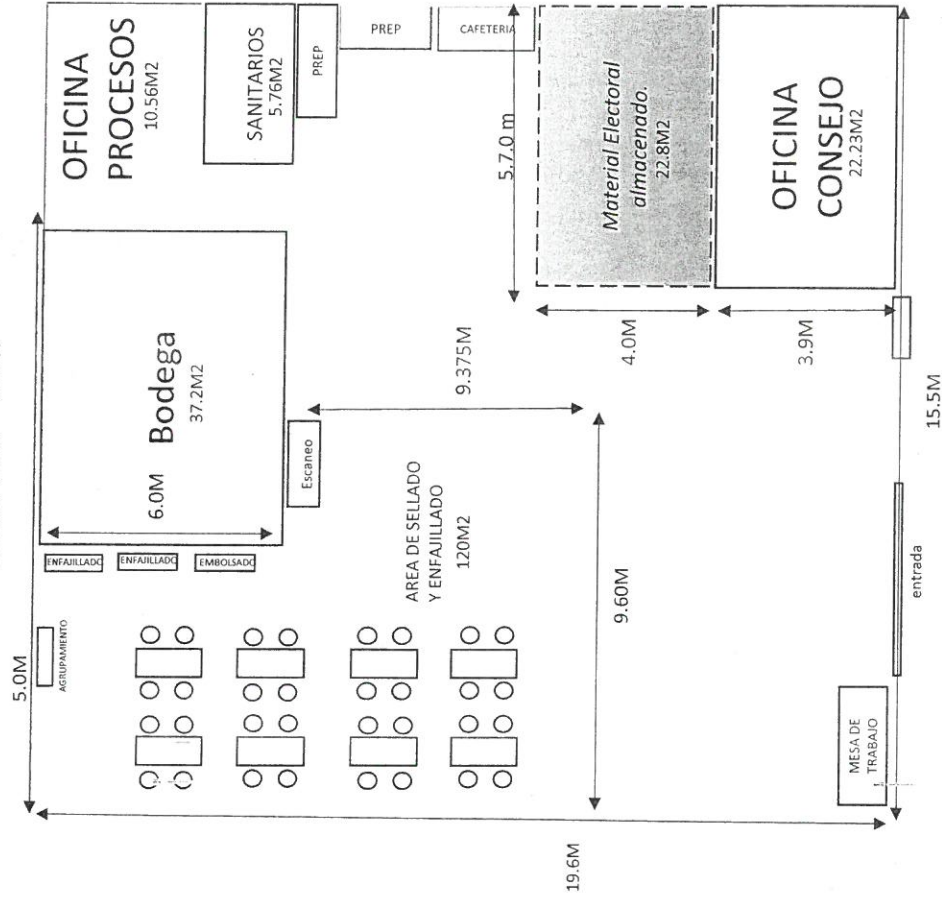 OFICINA
PROCESOS
10.56M2
SANITARIOS
5.76M2
PREP
PREP
CAFETERIA
5.0M
AGRUPAMIENTO
ENFAJILLADO
ENFAJILLADO
EMBOLSADO
6.0M
Bodega
37.2M2
Escaneo
9.375M
AREA DE SELLADO
Y ENFAJILLADO
120M2
9.60M
5.7.0 m
Material Electoral
almacenado.
22.8M2
4.0M
OFICINA
CONSEJO
22.23M2
3.9M
19.6M
MESA DE
TRABAJO
entrada
15.5M